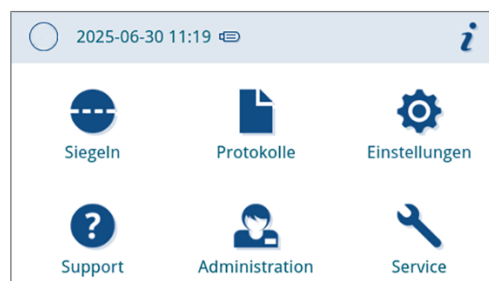 2025-06-30 11:19
Siegeln Protokolle Einstellungen
Support Administration Service